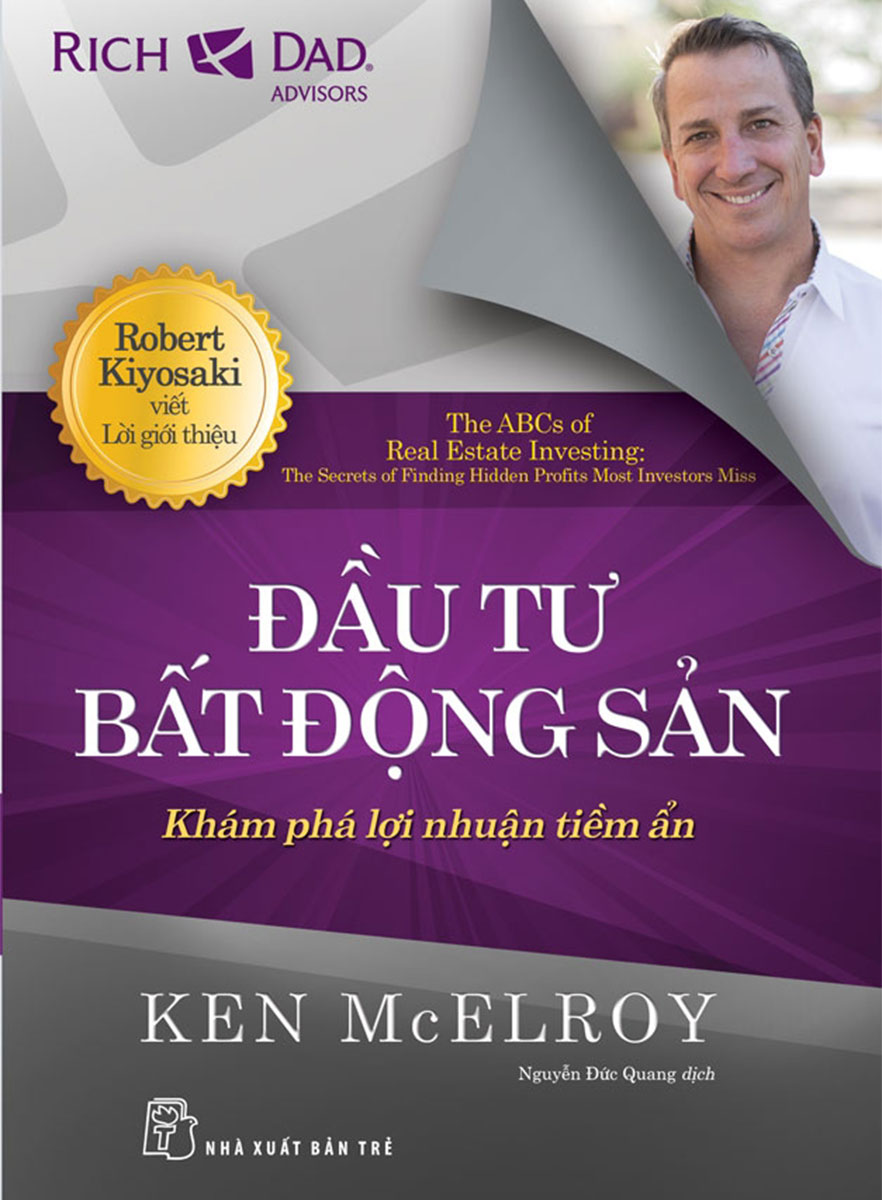 RICH DAD®
ADVISORS
Robert
Kiyosaki
viết
Lời giới thiệu
The ABCs of
Real Estate Investing:
The Secrets of Finding Hidden Profits Most Investors Miss
ĐẦU TƯ
BẤT ĐỘNG SẢN
Khám phá lợi nhuận tiềm ẩn
KEN McELROY
Nguyễn Đức Quang dịch
T
NHÀ XUẤT BẢN TRẺ